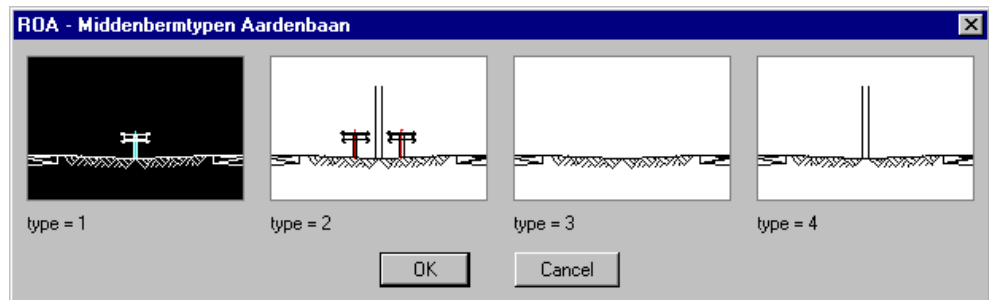 ROA - Middenbermtypen Aardenbaan
type = 1 type = 2 type = 3 type = 4
OK Cancel